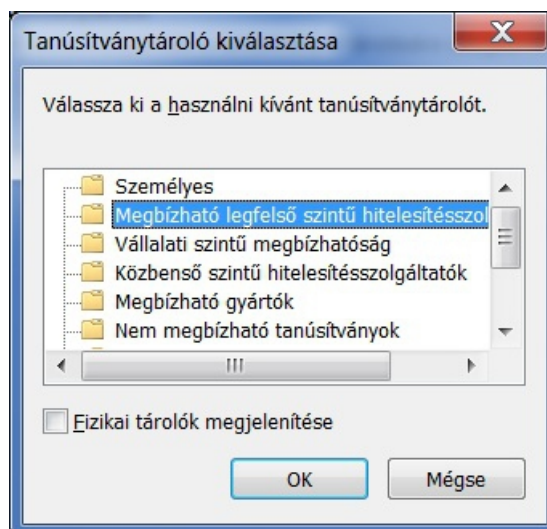 Tanúsítványtároló kiválasztása
Válassza ki a használni kívánt tanúsítványtárolót.
Személyes
Megbízható legfelső szintű hitelesítésszol
Vállalati szintű megbízhatóság
Közbenső szintű hitelesítésszolgáltatók
Megbízható gyártók
Nem megbízható tanúsítványok
Fizikai tárolók megjelenítése
OK
Mégse